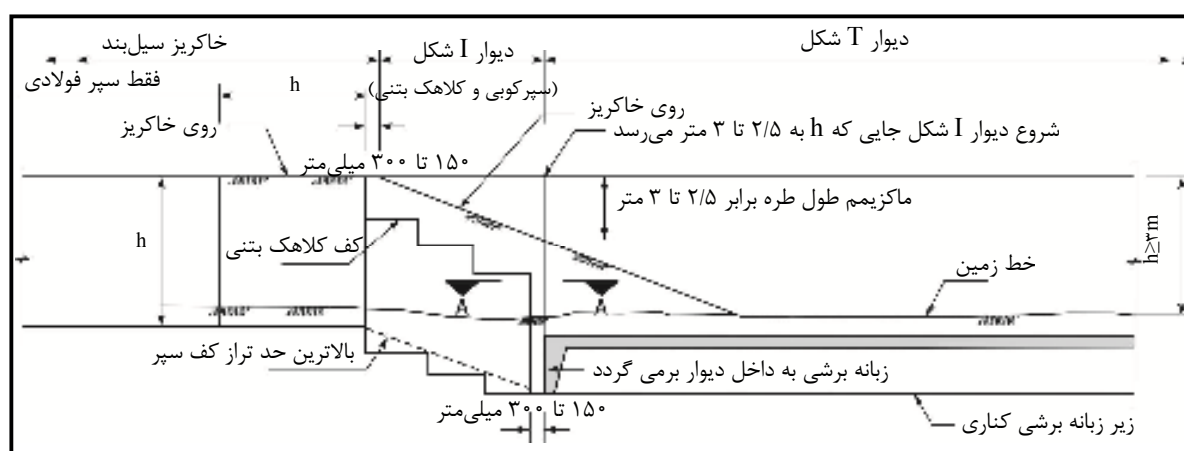 خاکریز سیل‌بند
دیوار I شکل
دیوار T شکل
فقط سپر فولادی
h
(سپرکوبی و کلاهک بتنی)
روی خاکریز
روی خاکریز
شروع دیوار I شکل جایی که h به ۲/۵ تا ۳ متر می‌رسد
۱۵۰ تا ۳۰۰ میلی‌متر
ماکزیمم طول طره برابر ۲/۵ تا ۳ متر
h
کف کلاهک بتنی
h≥۳m
خط زمین
A
A
بالاترین حد تراز کف سپر
زبانه برشی به داخل دیوار برمی گردد
۱۵۰ تا ۳۰۰ میلی‌متر
زیر زبانه برشی کناری